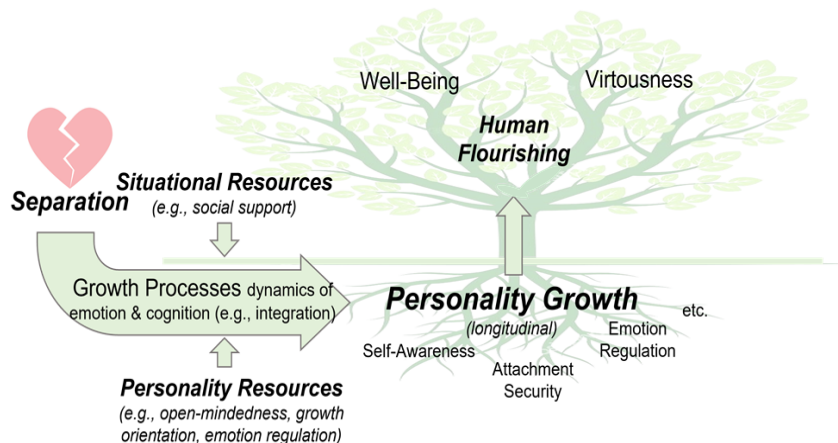 Well-Being
Virtousness
Human
Flourishing
Separation
Situational Resources
(e.g., social support)
Growth Processes dynamics of
emotion & cognition (e.g., integration)
Personality Resources
(e.g., open-mindedness, growth
orientation, emotion regulation)
Personality Growth
(longitudinal)
Self-Awareness
Attachment
Security
Emotion
Regulation
etc.